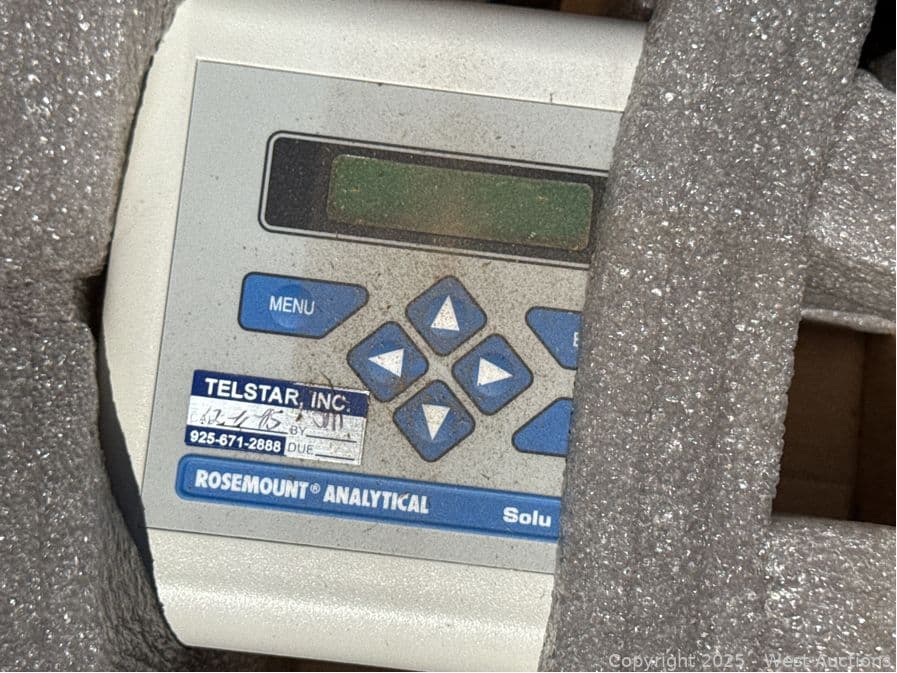 MENU
E
TELSTAR, INC.
BY
925-671-2888 DUE
ROSEMOUNT® ANALYTICAL
Solu
Copyright 2025 - West Auctions